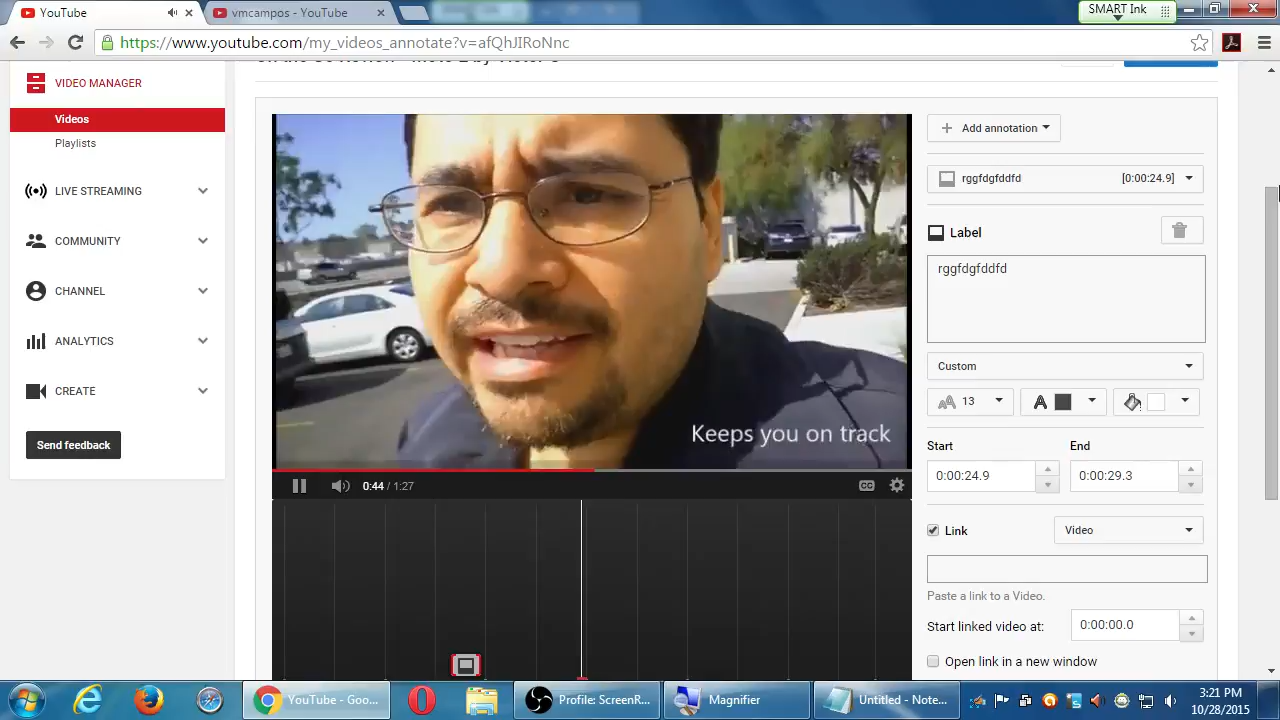 YouTube
vmcampos - YouTube
SMART Ink
https://www.youtube.com/my_videos_annotate?v=afQhJIRoNnc
VIDEO MANAGER
Videos
Playlists
LIVE STREAMING
COMMUNITY
CHANNEL
ANALYTICS
CREATE
Send feedback
Keeps you on track
0:44 / 1:27
CC
Add annotation
rggfdgfddfd [0:00:24.9]
Label
rggfdgfddfd
Custom
13
Start End
0:00:24.9 0:00:29.3
Link Video
Paste a link to a Video.
Start linked video at: 0:00:00.0
Open link in a new window
YouTube - Goo...
Profile: ScreenR...
Magnifier
Untitled - Note...
3:21 PM
10/28/2015